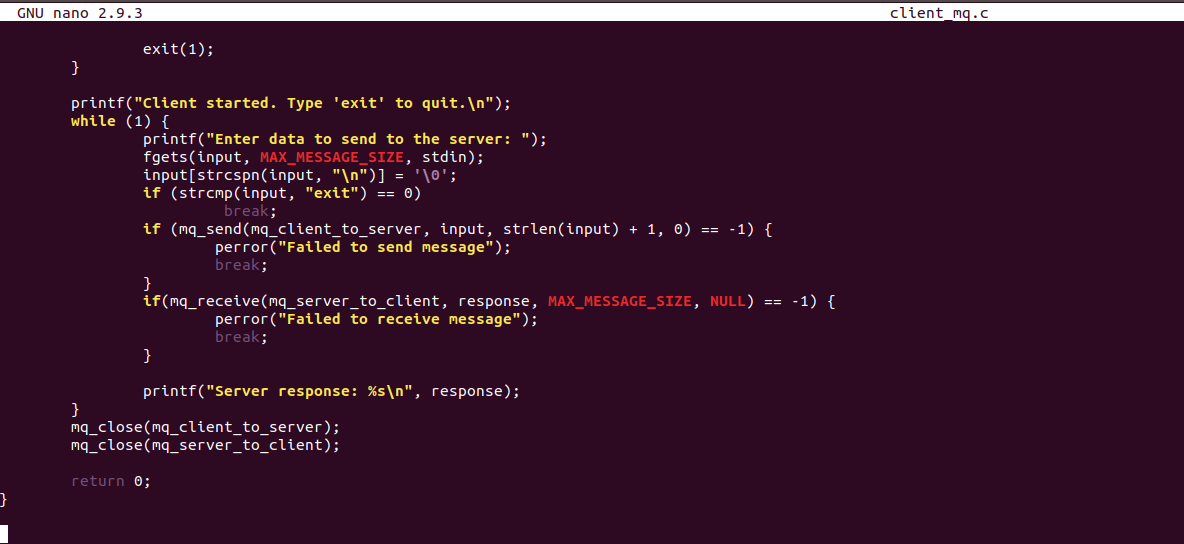 GNU nano 2.9.3 client_mq.c
exit(1);
}
printf("Client started. Type 'exit' to quit.\n");
while (1) {
printf("Enter data to send to the server: ");
fgets(input, MAX_MESSAGE_SIZE, stdin);
input[strcspn(input, "\n")] = '\0';
if (strcmp(input, "exit") == 0)
break;
if (mq_send(mq_client_to_server, input, strlen(input) + 1, 0) == -1) {
perror("Failed to send message");
break;
}
if(mq_receive(mq_server_to_client, response, MAX_MESSAGE_SIZE, NULL) == -1) {
perror("Failed to receive message");
break;
}
printf("Server response: %s\n", response);
}
mq_close(mq_client_to_server);
mq_close(mq_server_to_client);
return 0;
}